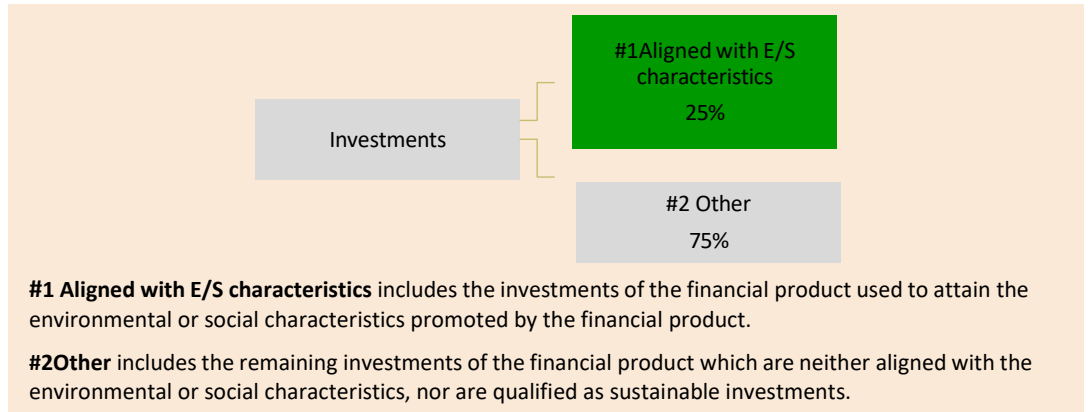 #1Aligned with E/S
characteristics
25%
Investments
#2 Other
75%
#1 Aligned with E/S characteristics includes the investments of the financial product used to attain the
environmental or social characteristics promoted by the financial product.
#2Other includes the remaining investments of the financial product which are neither aligned with the
environmental or social characteristics, nor are qualified as sustainable investments.